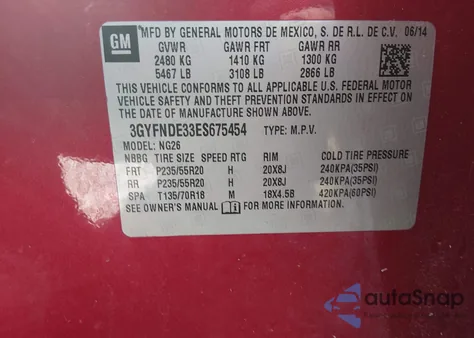 GM
MFD BY GENERAL MOTORS DE MEXICO, S. DE R.L. DE C.V. 06/14
GVWR GAWR FRT GAWR RR
2480 KG 1410 KG 1300 KG
5467 LB 3108 LB 2866 LB
THIS VEHICLE CONFORMS TO ALL APPLICABLE U.S. FEDERAL MOTOR
VEHICLE SAFETY AND THEFT PREVENTION STANDARDS IN EFFECT ON
THE DATE OF MANUFACTURE SHOWN ABOVE.
3GYFNDE33ES675454 TYPE: M.P.V.
MODEL: NG26
NBBG TIRE SIZE SPEED RTG RIM COLD TIRE PRESSURE
FRT P235/55R20 H 20X8J 240KPA(35PSI)
RR P235/55R20 H 20X8J 240KPA(35PSI)
SPA T135/70R18 M 18X4.5B 420KPA(60PSI)
SEE OWNER'S MANUAL FOR MORE INFORMATION
autoSnap